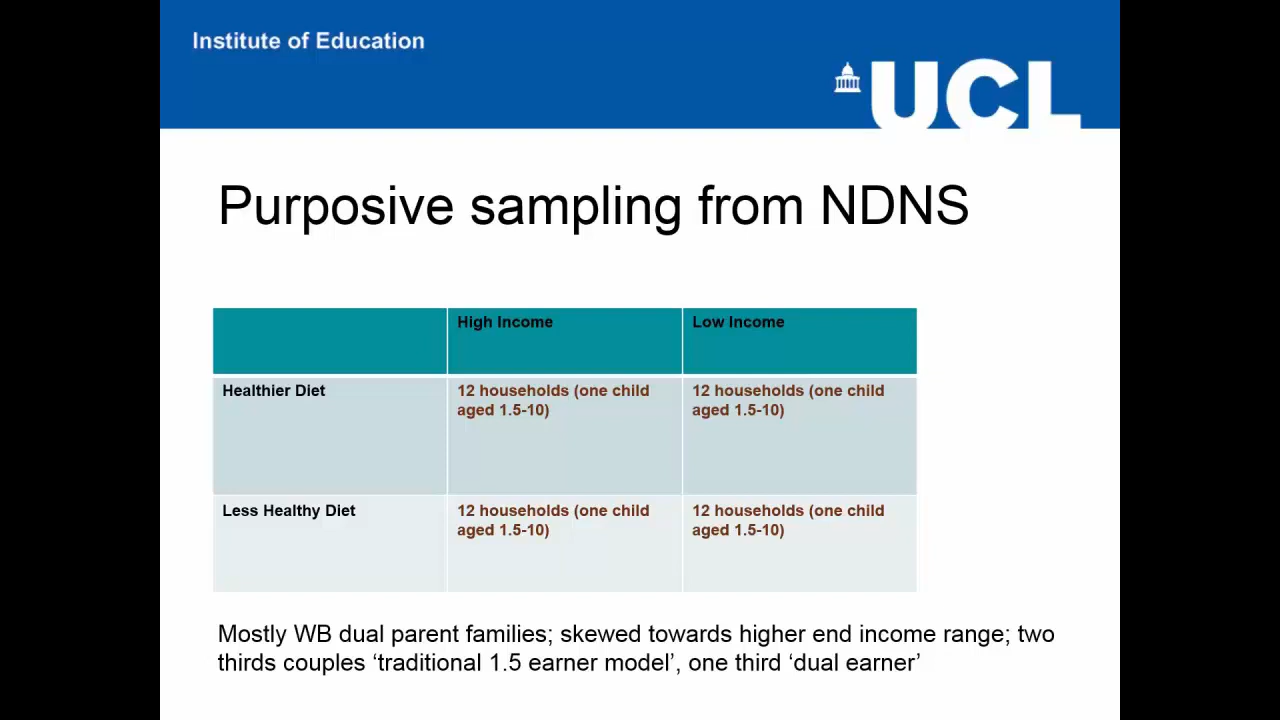 Institute of Education
UCL
Purposive sampling from NDNS
High Income
Low Income
Healthier Diet
12 households (one child
aged 1.5-10)
12 households (one child
aged 1.5-10)
Less Healthy Diet
12 households (one child
aged 1.5-10)
12 households (one child
aged 1.5-10)
Mostly WB dual parent families; skewed towards higher end income range; two
thirds couples ‘traditional 1.5 earner model’, one third ‘dual earner’